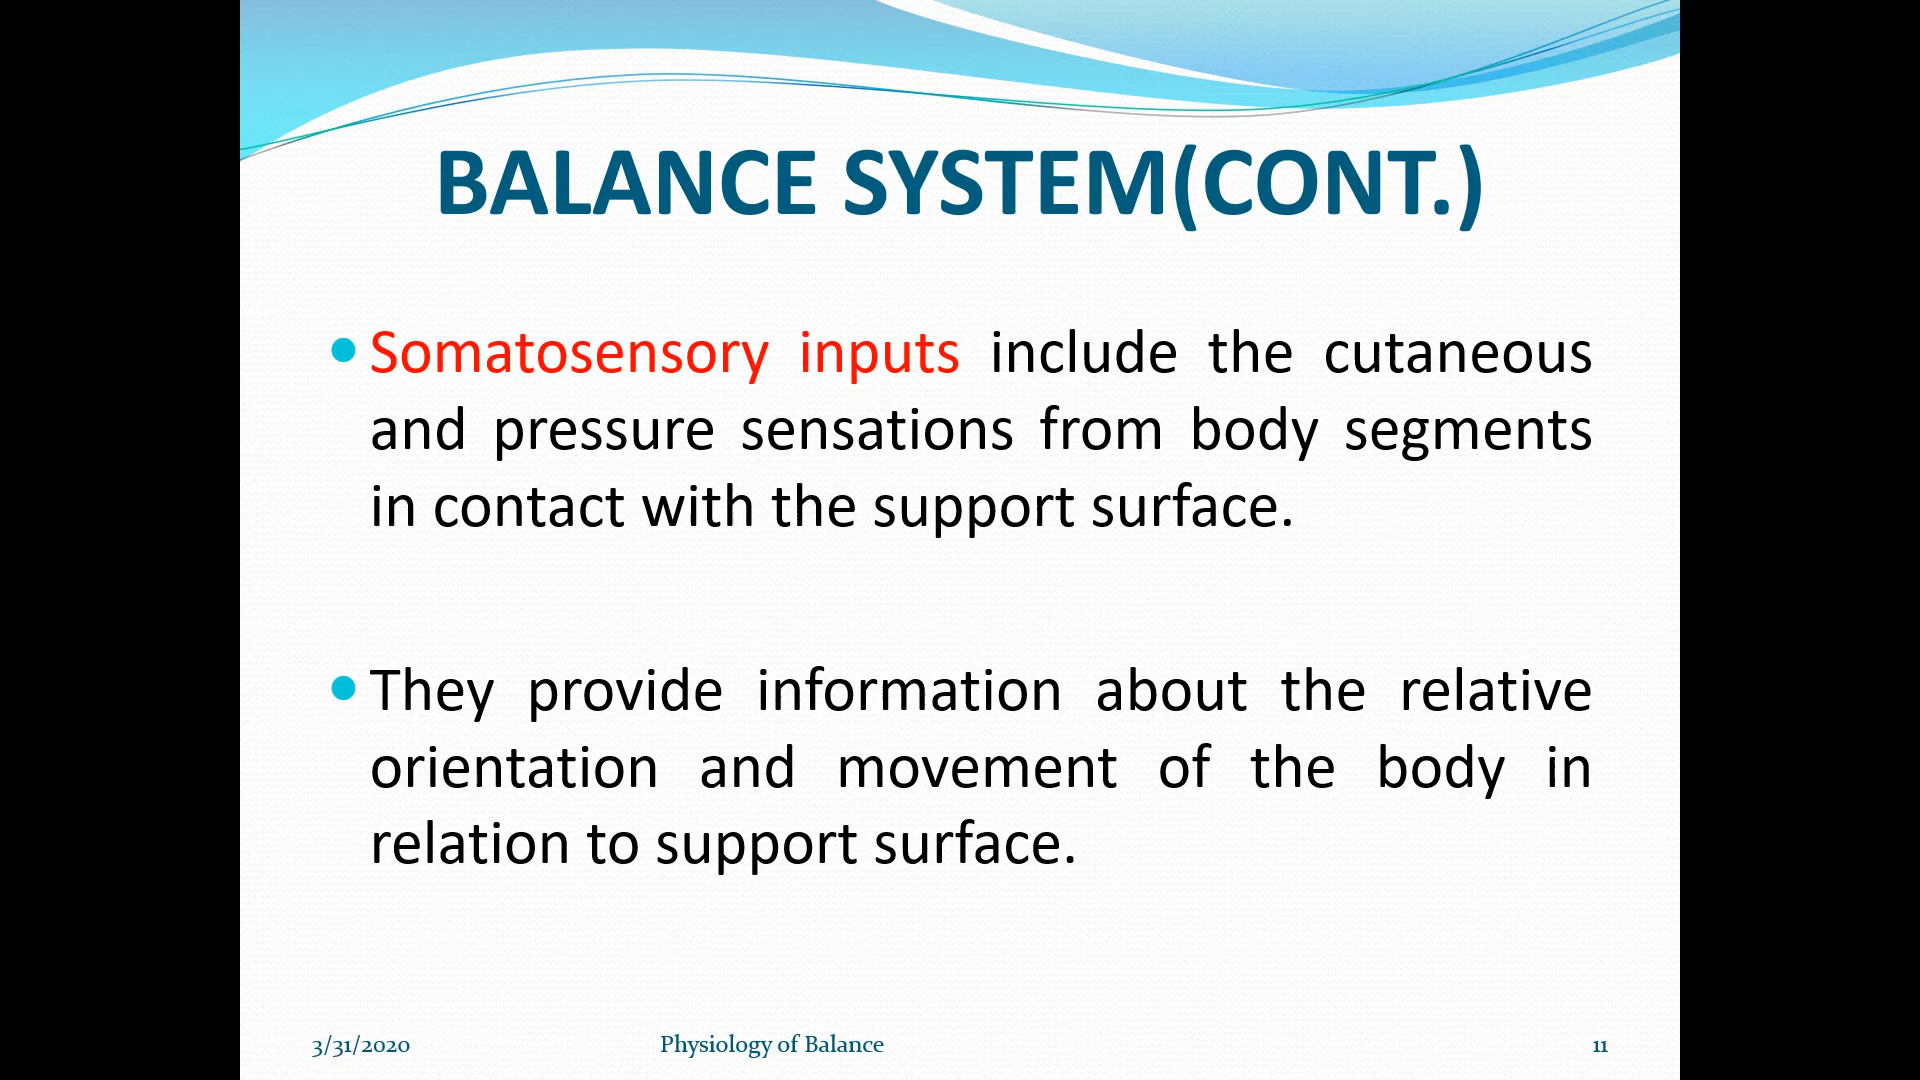 BALANCE SYSTEM(CONT.)
Somatosensory inputs include the cutaneous
and pressure sensations from body segments
in contact with the support surface.
They provide information about the relative
orientation and movement of the body in
relation to support surface.
3/31/2020
Physiology of Balance
11